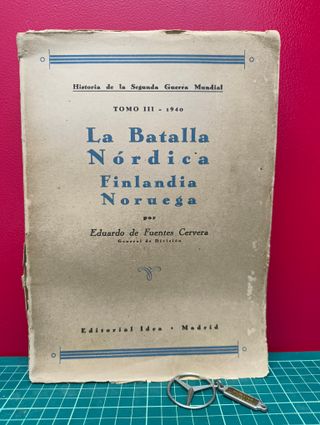 Historia de la Segunda Guerra Mundial
TOMO III - 1940
La Batalla
Nórdica
Finlandia
Noruega
por
Eduardo de Fuentes Cervera
General de División
Editorial Idea • Madrid